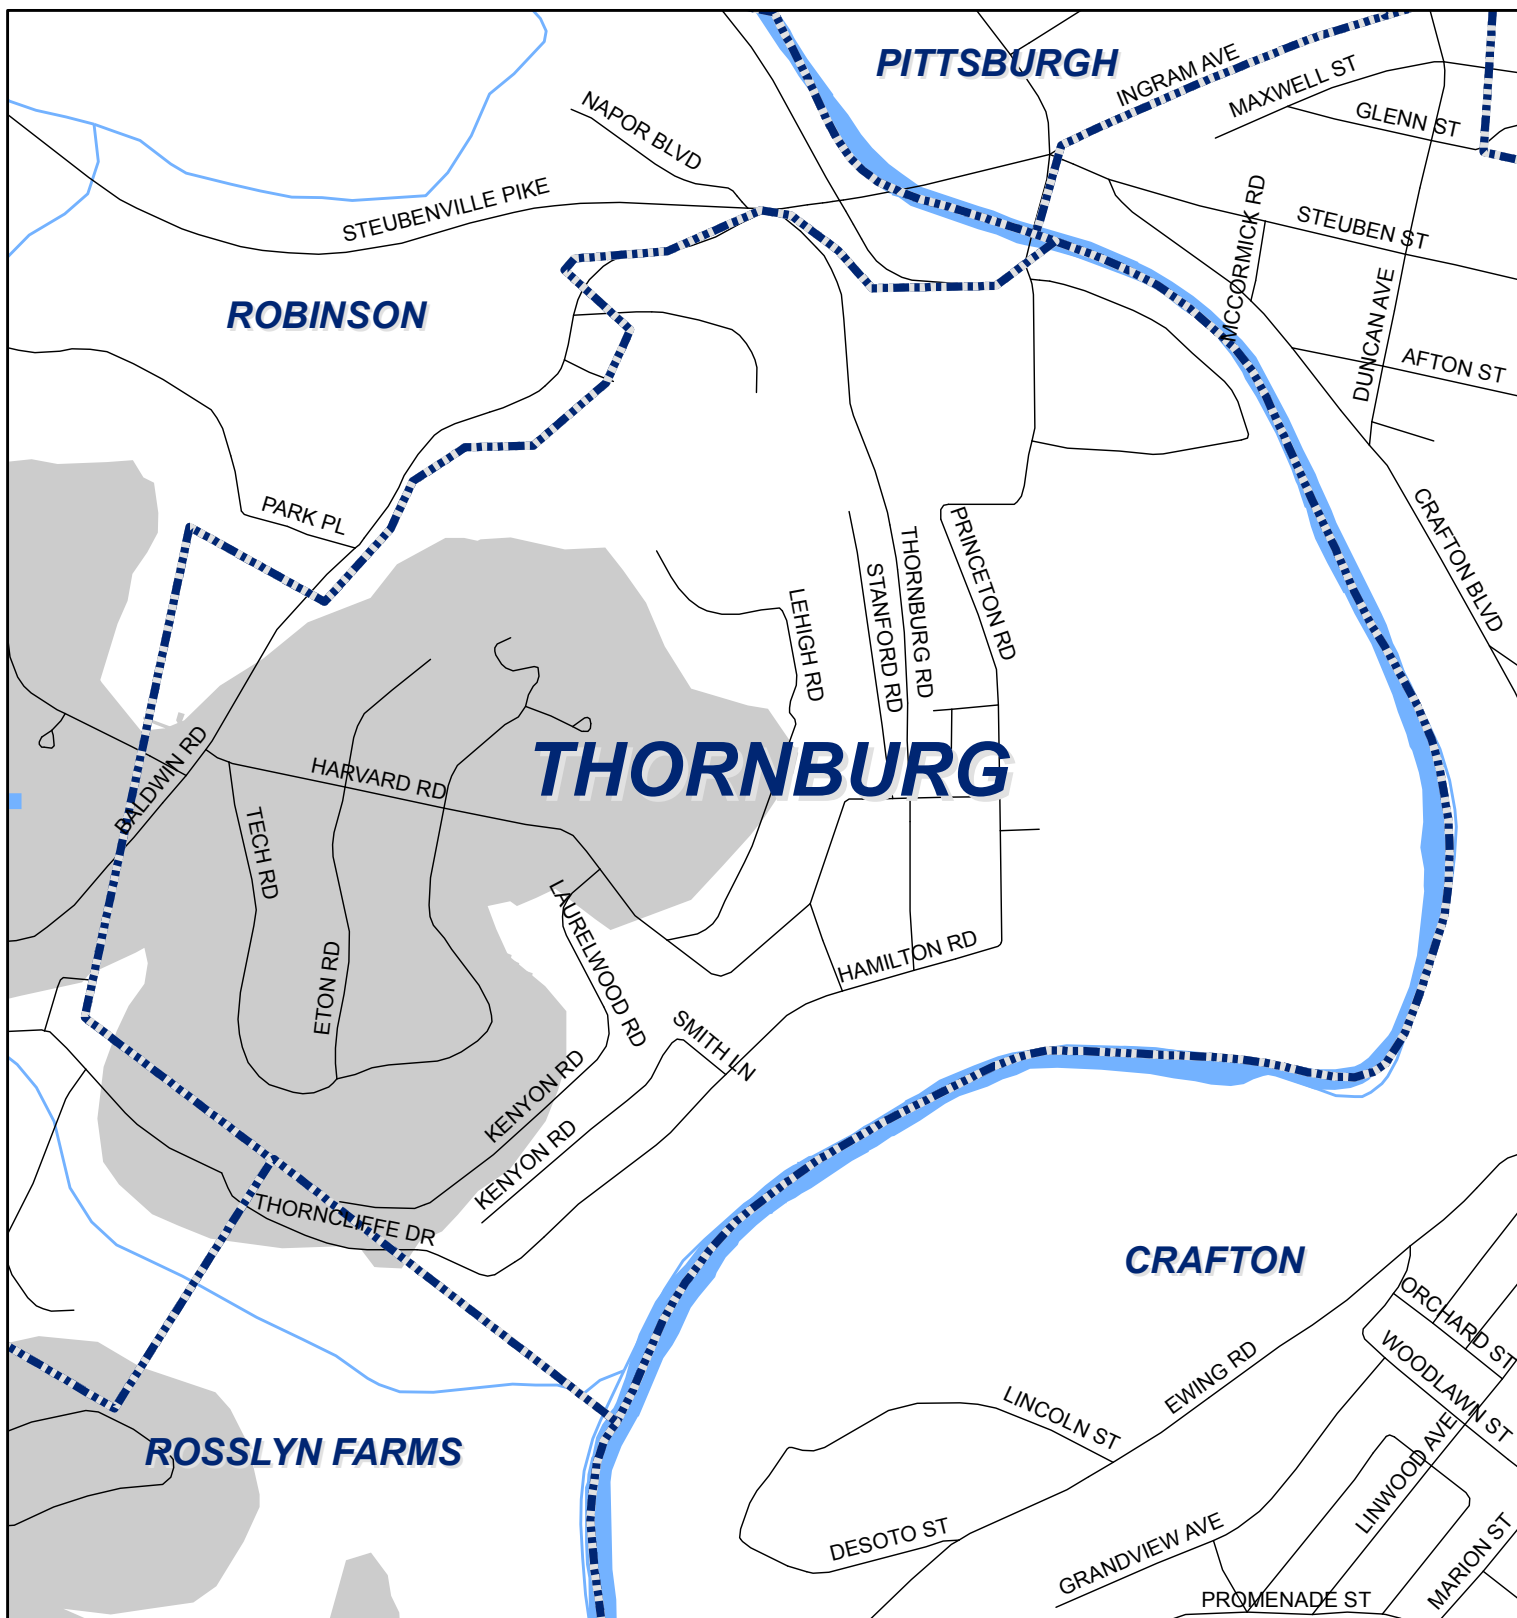 PITTSBURGH
INGRAM AVE
MAXWELL ST
GLENN ST
NAPOR BLVD
STEUBENVILLE PIKE
MCCORMICK RD
STEUBEN ST
ROBINSON
DUNCAN AVE
AFTON ST
PARK PL
CRAFTON BLVD
PRINCETON RD
THORNBURG RD
STANFORD RD
LEHIGH RD
THORNBURG
BALDWIN RD
HARVARD RD
TECH RD
LAURELWOOD RD
ETON RD
HAMILTON RD
SMITH LN
KENYON RD
KENYON RD
THORNCLIFFE DR
CRAFTON
ORCHARD ST
WOODLAWN ST
EWING RD
LINCOLN ST
ROSSLYN FARMS
LINWOOD AVE
DESOTO ST
GRANDVIEW AVE
MARION ST
PROMENADE ST